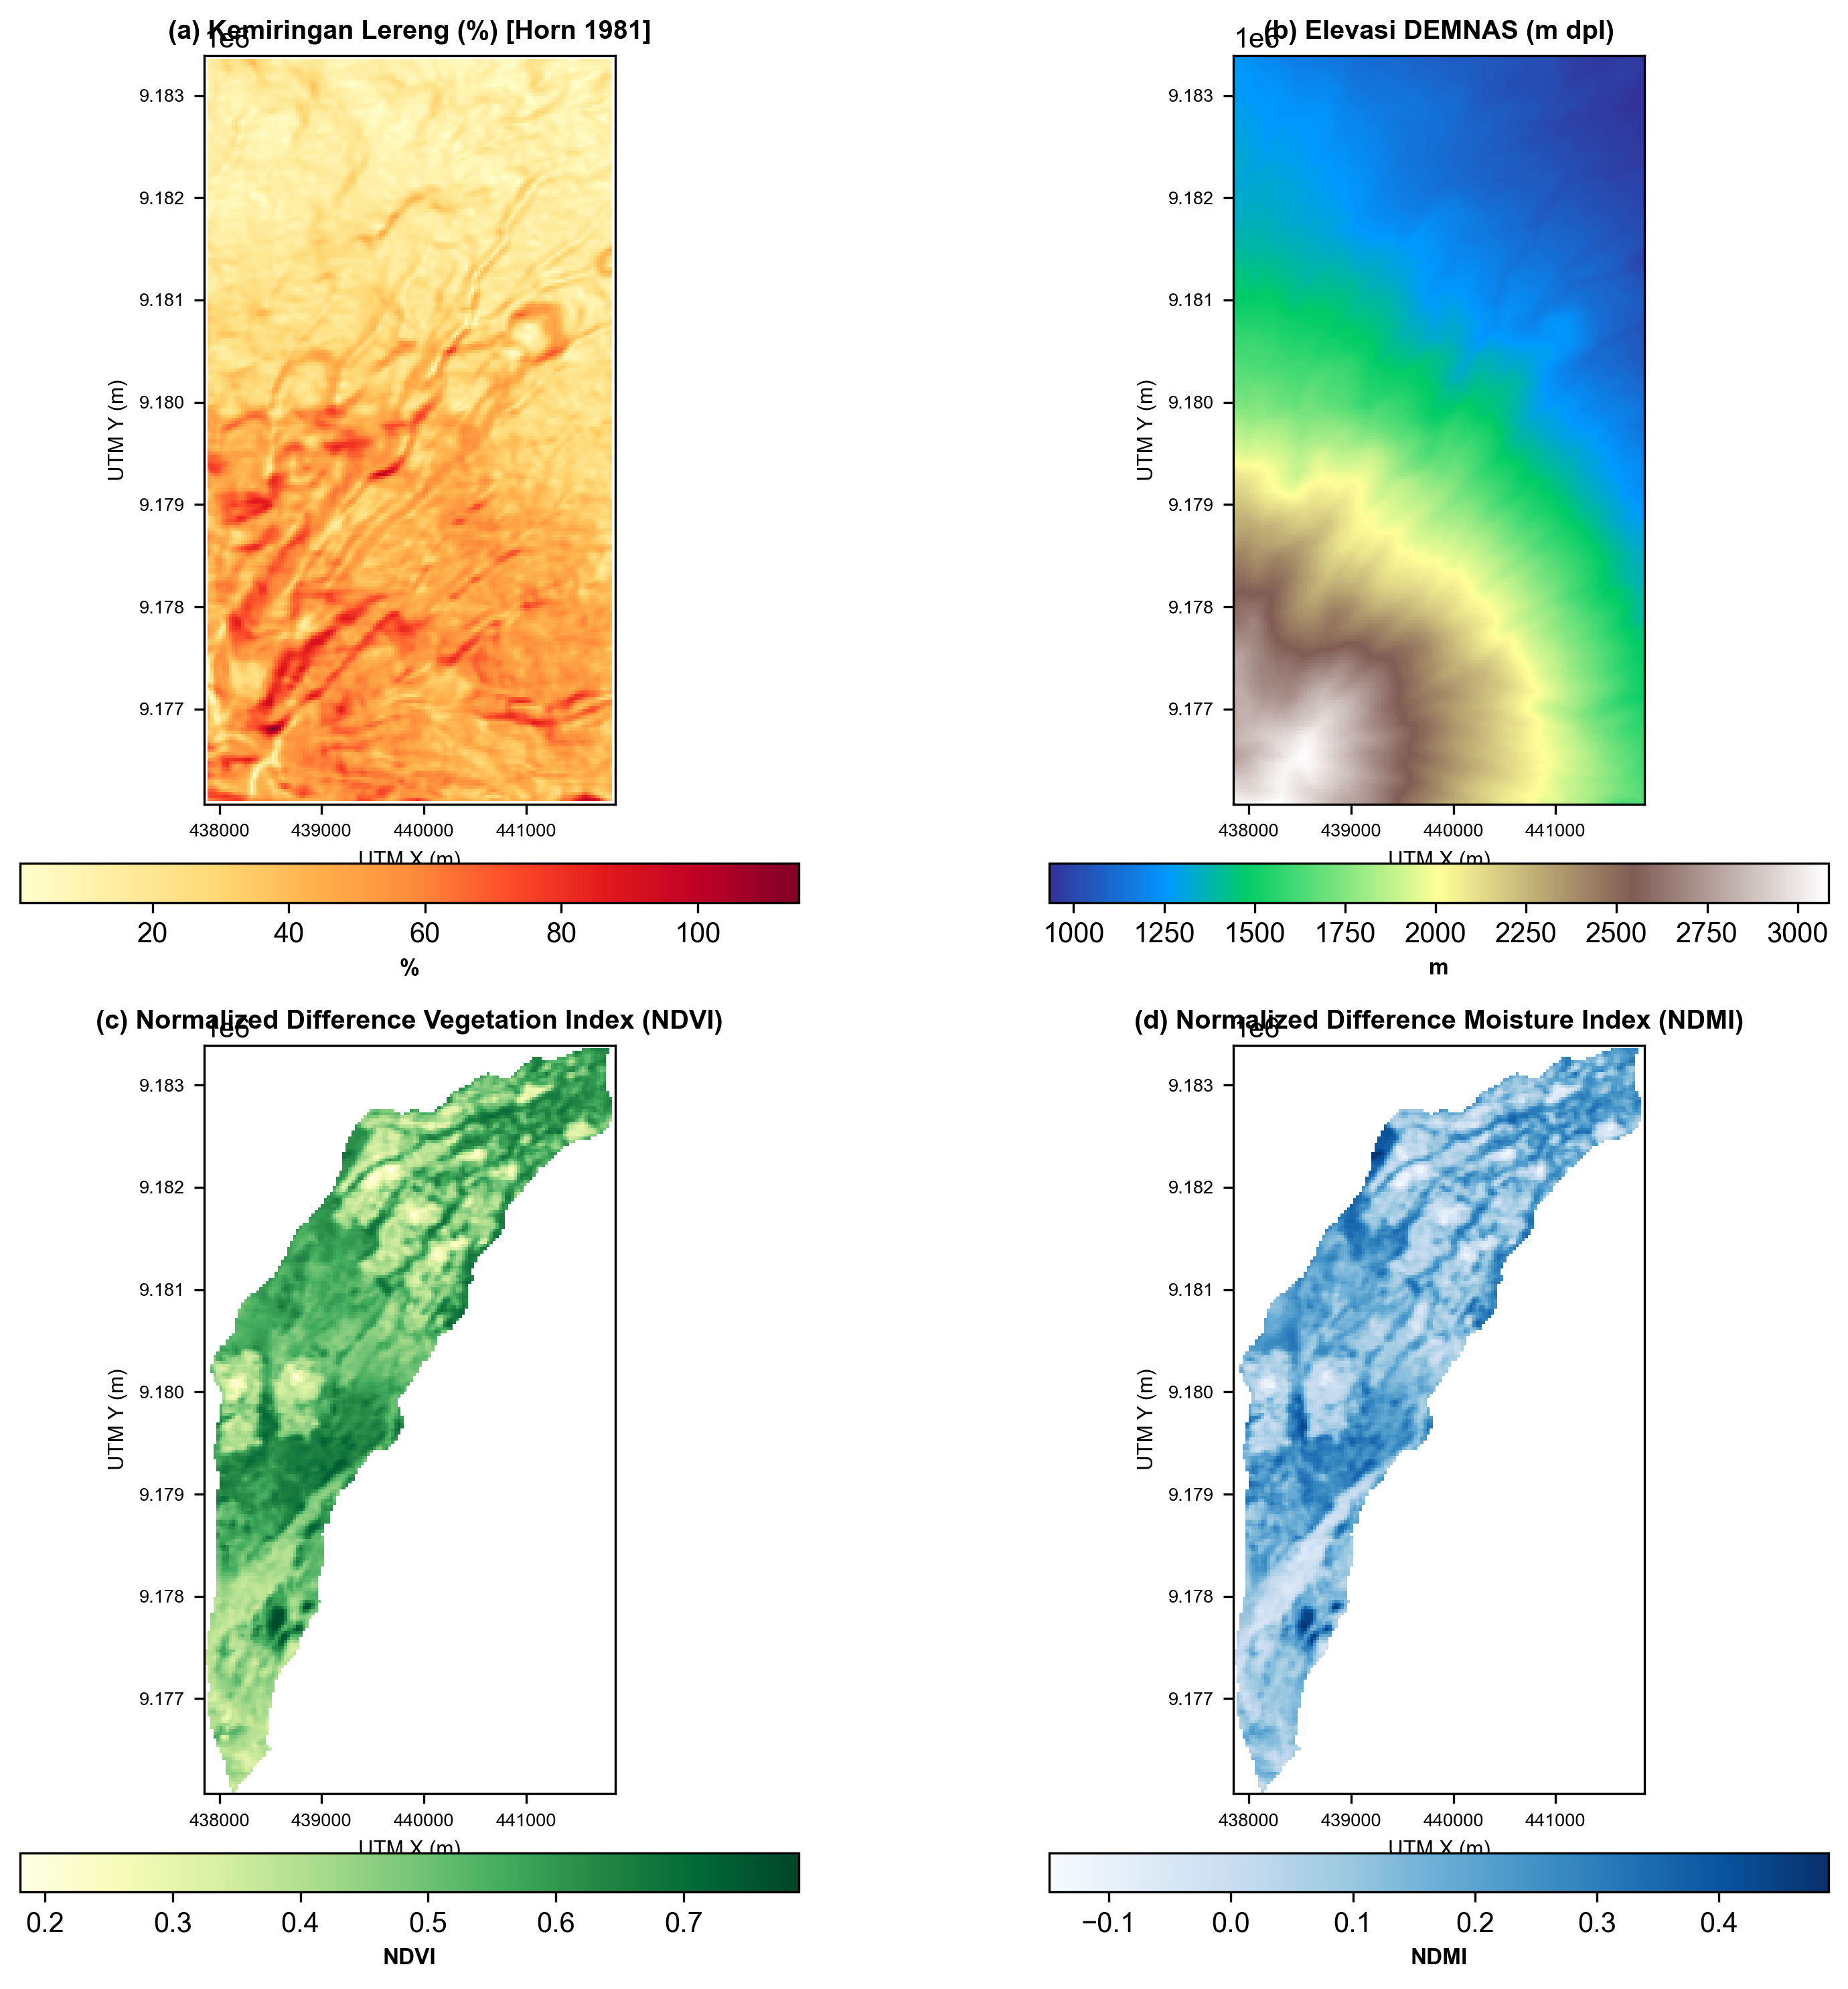 (a) Kemiringan Lereng (%) [Horn 1981]
1e6
9.183
9.182
9.181
9.180
9.179
9.178
9.177
UTM Y (m)
438000 439000 440000 441000
UTM X (m)
20 40 60 80 100
%
(b) Elevasi DEMNAS (m dpl)
1e6
9.183
9.182
9.181
9.180
9.179
9.178
9.177
UTM Y (m)
438000 439000 440000 441000
UTM X (m)
1000 1250 1500 1750 2000 2250 2500 2750 3000
m
(c) Normalized Difference Vegetation Index (NDVI)
1e6
9.183
9.182
9.181
9.180
9.179
9.178
9.177
UTM Y (m)
438000 439000 440000 441000
UTM X (m)
0.2 0.3 0.4 0.5 0.6 0.7
NDVI
(d) Normalized Difference Moisture Index (NDMI)
1e6
9.183
9.182
9.181
9.180
9.179
9.178
9.177
UTM Y (m)
438000 439000 440000 441000
UTM X (m)
−0.1 0.0 0.1 0.2 0.3 0.4
NDMI